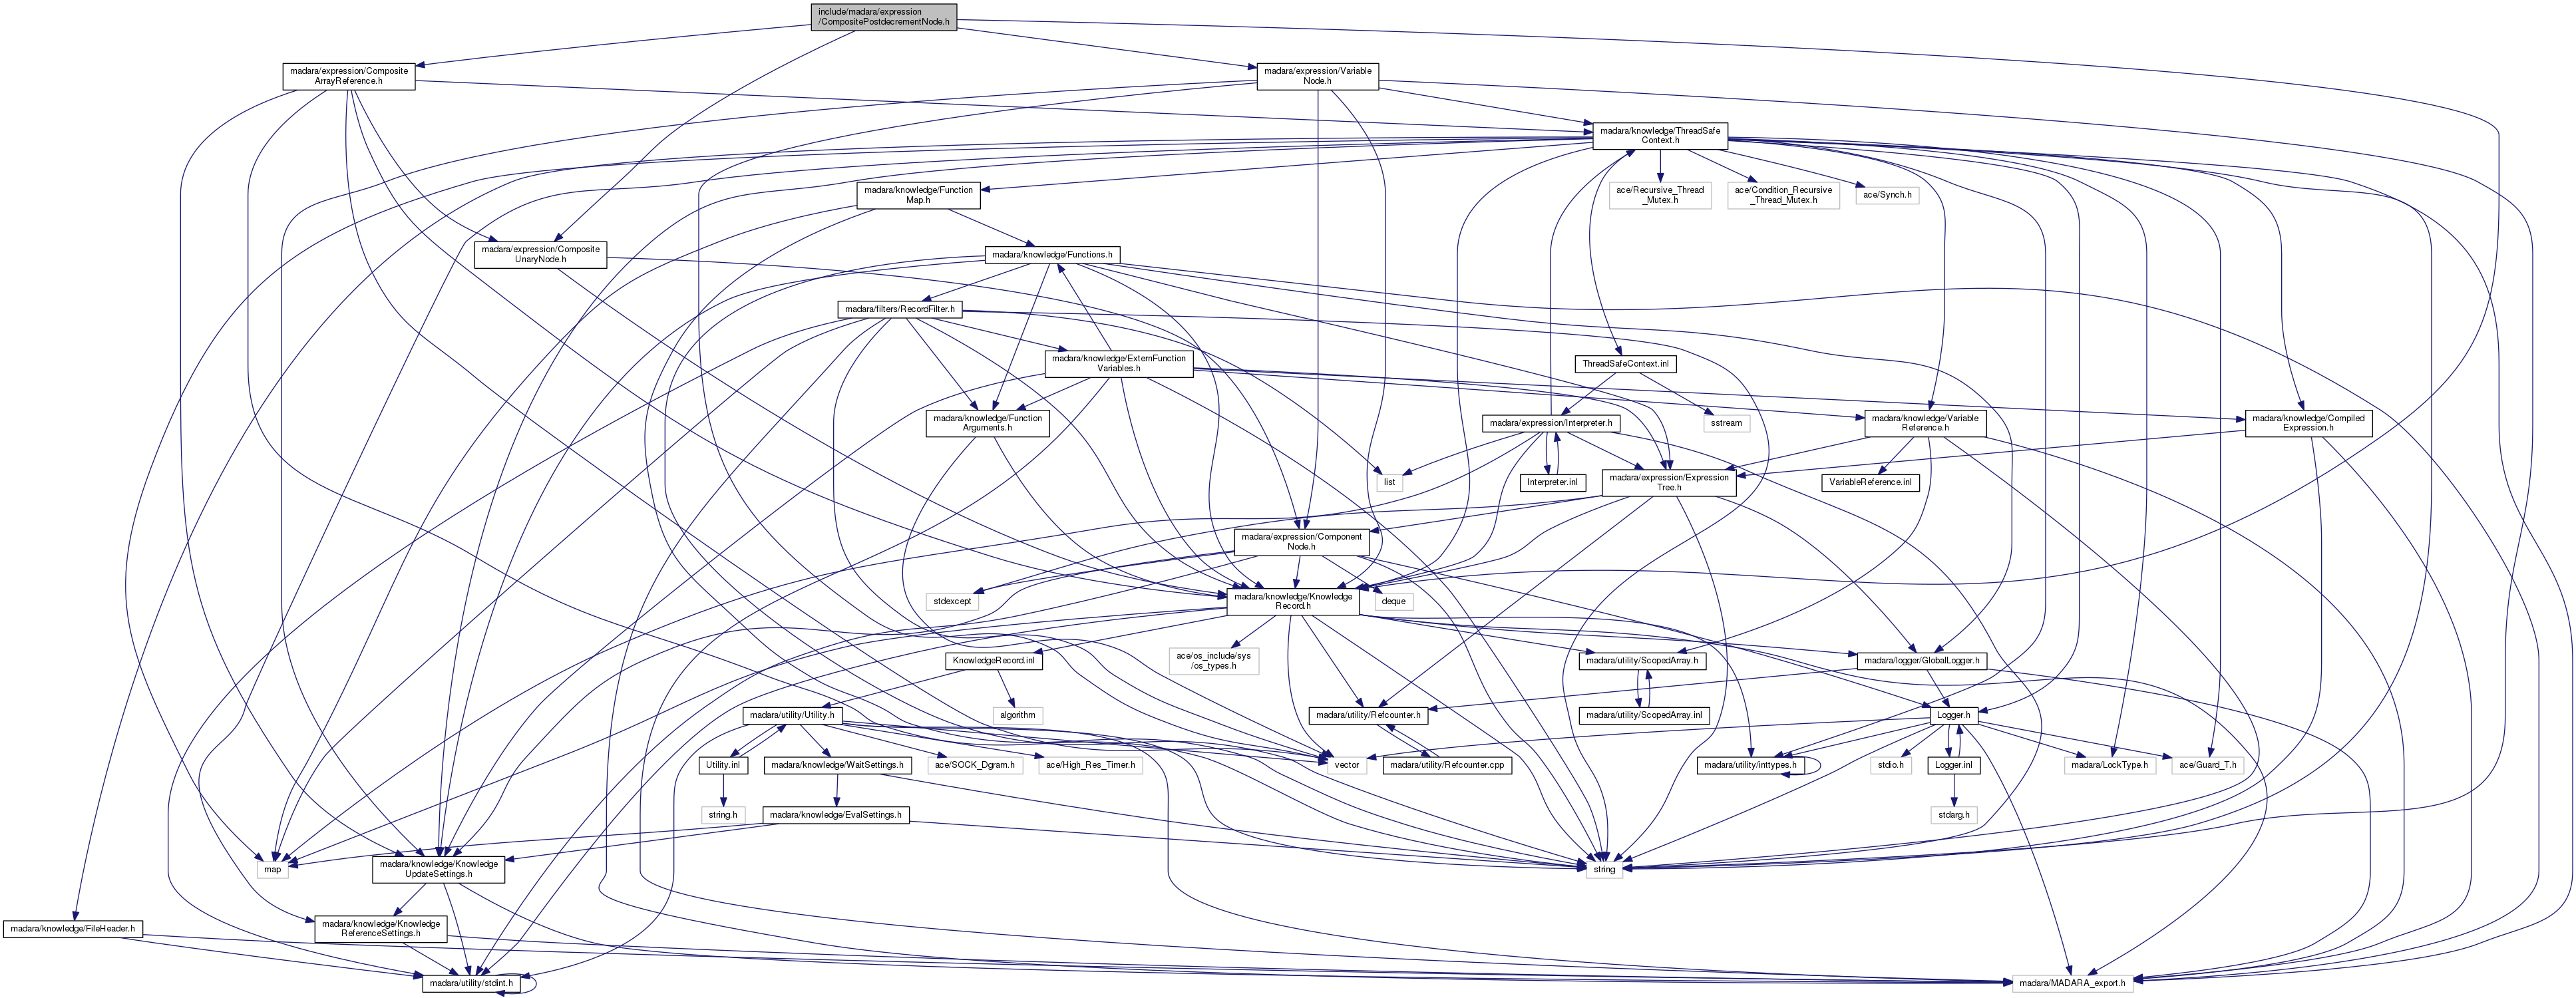 include/madara/expression
/CompositePostdecrementNode.h
madara/expression/Composite
ArrayReference.h
madara/expression/Variable
Node.h
madara/knowledge/ThreadSafe
Context.h
madara/knowledge/Function
Map.h
ace/Recursive_Thread
_Mutex.h
ace/Condition_Recursive
_Thread_Mutex.h
ace/Synch.h
madara/expression/Composite
UnaryNode.h
madara/knowledge/Functions.h
madara/filters/RecordFilter.h
madara/knowledge/ExternFunction
Variables.h
ThreadSafeContext.inl
madara/knowledge/Function
Arguments.h
madara/expression/Interpreter.h
sstream
madara/knowledge/Variable
Reference.h
madara/knowledge/Compiled
Expression.h
list
Interpreter.inl
madara/expression/Expression
Tree.h
VariableReference.inl
madara/expression/Component
Node.h
stdexcept
madara/knowledge/Knowledge
Record.h
deque
KnowledgeRecord.inl
ace/os_include/sys
/os_types.h
madara/utility/ScopedArray.h
madara/logger/GlobalLogger.h
madara/utility/Utility.h
algorithm
madara/utility/Refcounter.h
madara/utility/ScopedArray.inl
Logger.h
Utility.inl
madara/knowledge/WaitSettings.h
ace/SOCK_Dgram.h
ace/High_Res_Timer.h
vector
madara/utility/Refcounter.cpp
madara/utility/inttypes.h
stdio.h
Logger.inl
madara/LockType.h
ace/Guard_T.h
string.h
madara/knowledge/EvalSettings.h
stdarg.h
map
madara/knowledge/Knowledge
UpdateSettings.h
string
madara/knowledge/FileHeader.h
madara/knowledge/Knowledge
ReferenceSettings.h
madara/utility/stdint.h
madara/MADARA_export.h